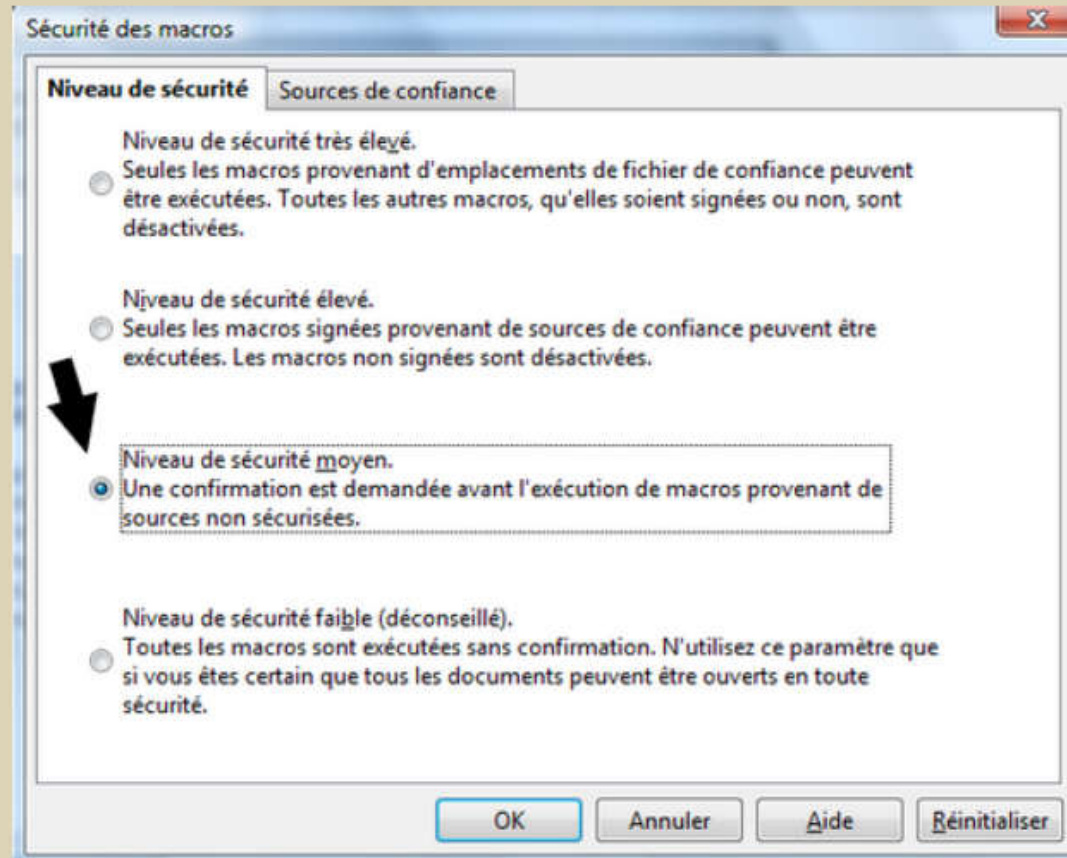 Sécurité des macros
Niveau de sécurité
Sources de confiance
Niveau de sécurité très élevé.
Seules les macros provenant d'emplacements de fichier de confiance peuvent
être exécutées. Toutes les autres macros, qu'elles soient signées ou non, sont
désactivées.
Niveau de sécurité élevé.
Seules les macros signées provenant de sources de confiance peuvent être
exécutées. Les macros non signées sont désactivées.
Niveau de sécurité moyen.
Une confirmation est demandée avant l'exécution de macros provenant de
sources non sécurisées.
Niveau de sécurité faible (déconseillé).
Toutes les macros sont exécutées sans confirmation. N'utilisez ce paramètre que
si vous êtes certain que tous les documents peuvent être ouverts en toute
sécurité.
OK
Annuler
Aide
Réinitialiser